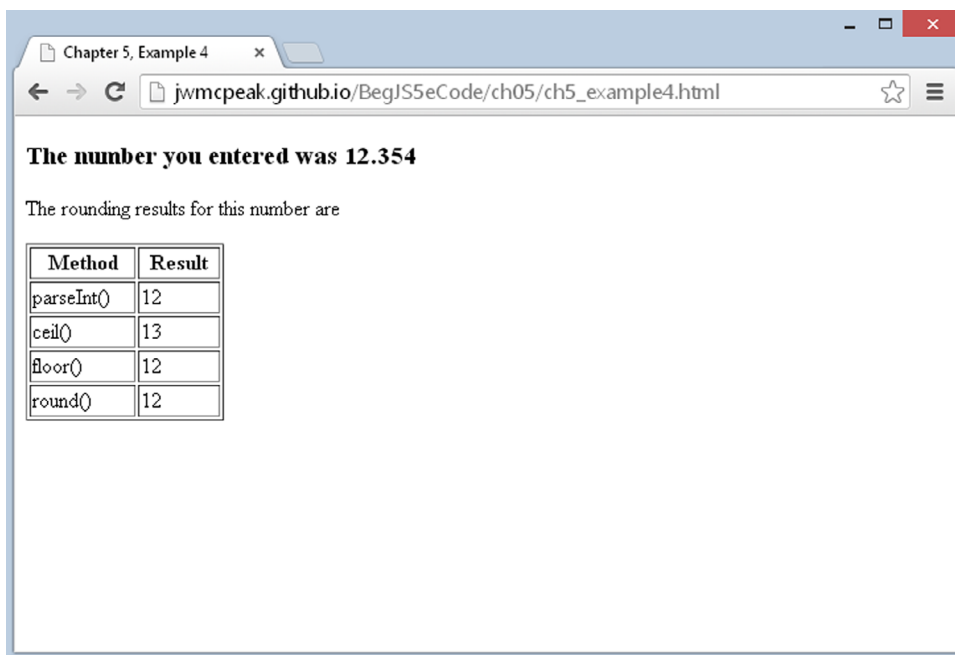 Chapter 5, Example 4
jwmcpeak.github.io/BegJS5eCode/ch05/ch5_example4.html
The number you entered was 12.354
The rounding results for this number are
Method Result
parseInt() 12
ceil() 13
floor() 12
round() 12